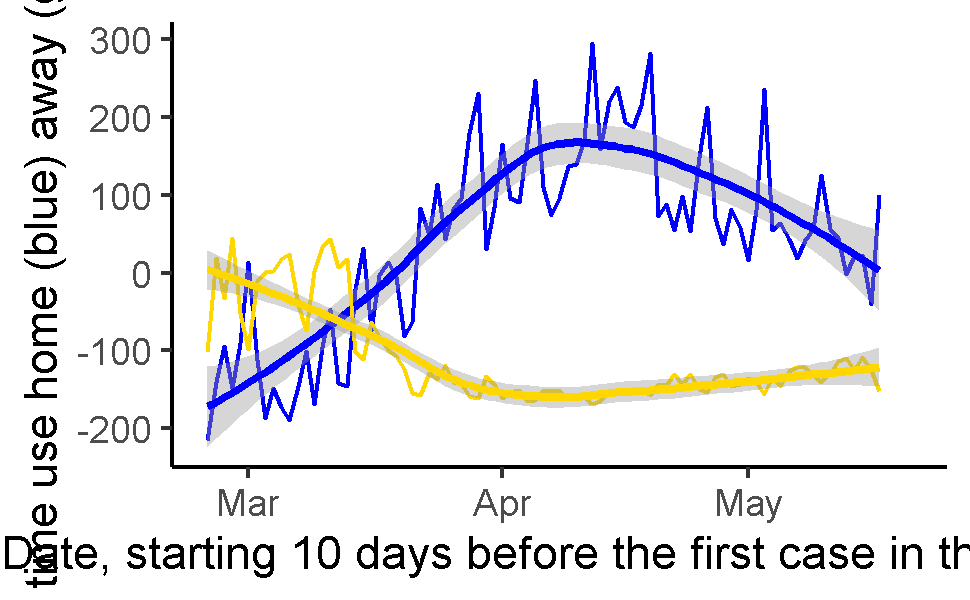 time use home (blue) away (
300
200
100
0
-100
-200
Mar Apr May
Date, starting 10 days before the first case in th